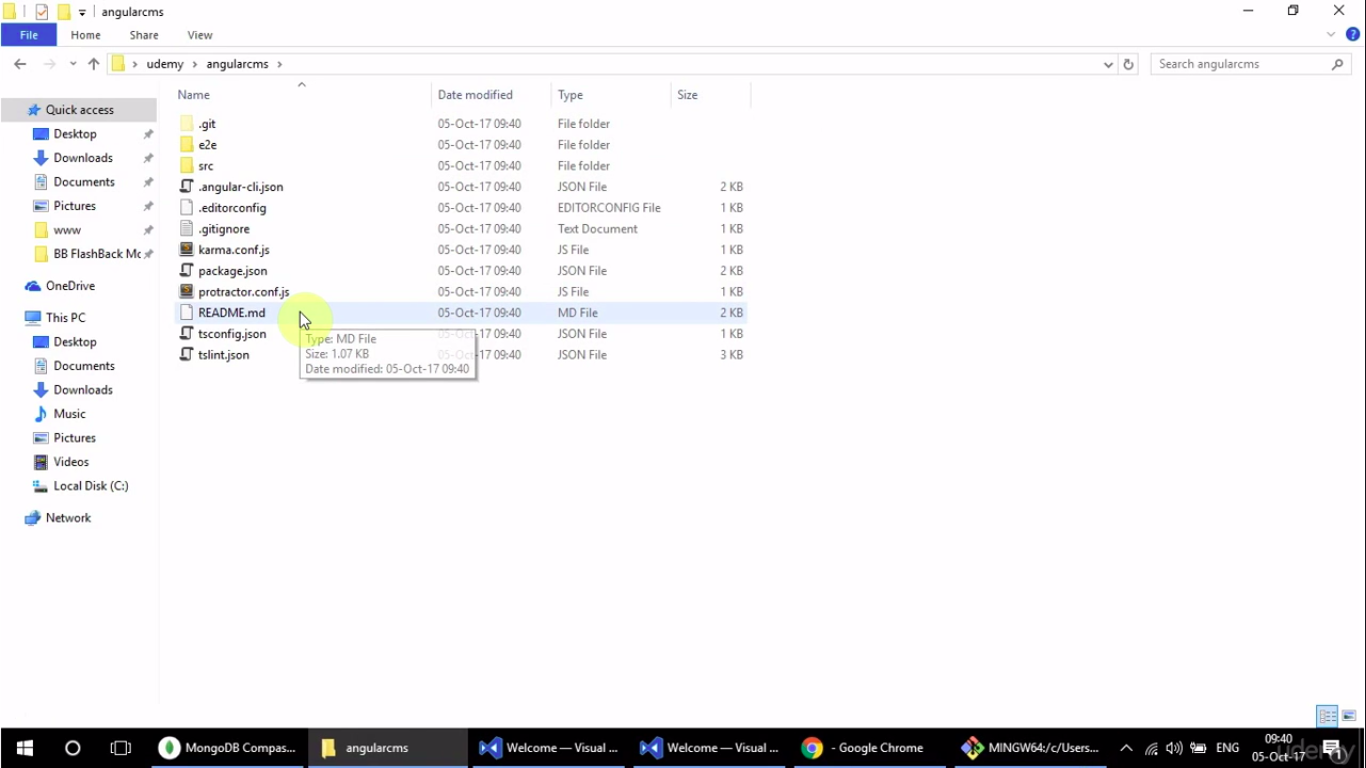 angularcms
File Home Share View
udemy angularcms
Search angularcms
Name Date modified Type Size
Quick access
Desktop
Downloads
Documents
Pictures
www
BB FlashBack Mc
OneDrive
This PC
Desktop
Documents
Downloads
Music
Pictures
Videos
Local Disk (C:)
Network
.git 05-Oct-17 09:40 File folder
e2e 05-Oct-17 09:40 File folder
src 05-Oct-17 09:40 File folder
.angular-cli.json 05-Oct-17 09:40 JSON File 2 KB
.editorconfig 05-Oct-17 09:40 EDITORCONFIG File 1 KB
.gitignore 05-Oct-17 09:40 Text Document 1 KB
karma.conf.js 05-Oct-17 09:40 JS File 1 KB
package.json 05-Oct-17 09:40 JSON File 2 KB
protractor.conf.js 05-Oct-17 09:40 JS File 1 KB
README.md 05-Oct-17 09:40 MD File 2 KB
tsconfig.json 05-Oct-17 09:40 JSON File 1 KB
tslint.json 05-Oct-17 09:40 JSON File 3 KB
Type: MD File
Size: 1.07 KB
Date modified: 05-Oct-17 09:40
MongoDB Compas... angularcms Welcome — Visual ... Welcome — Visual ... - Google Chrome MINGW64:/c/Users... ENG 09:40
05-Oct-17
udemy
1